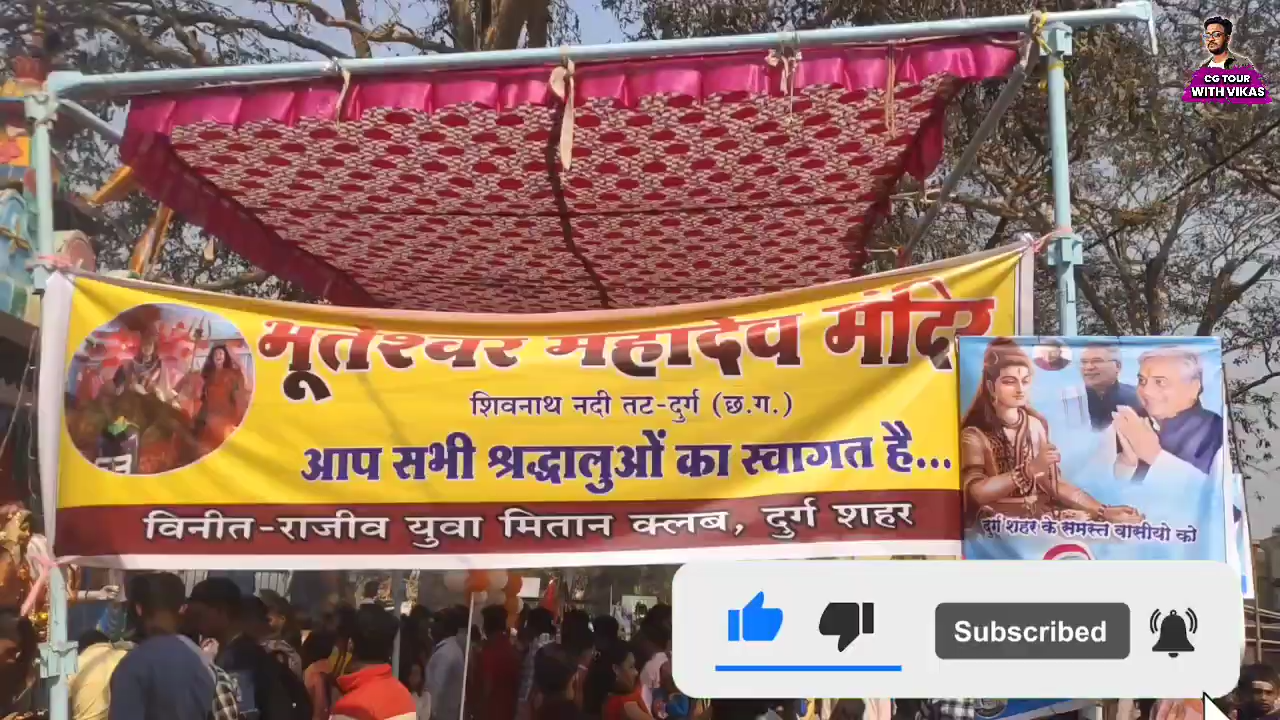 CG TOUR
WITH VIKAS
भूतेश्वर महादेव मंदिर
शिवनाथ नदी तट-दुर्ग (छ.ग.)
आप सभी श्रद्धालुओं का स्वागत है...
विनीत-राजीव युवा मितान क्लब, दुर्ग शहर
दुर्ग शहर के समस्त वासीयो को
Subscribed